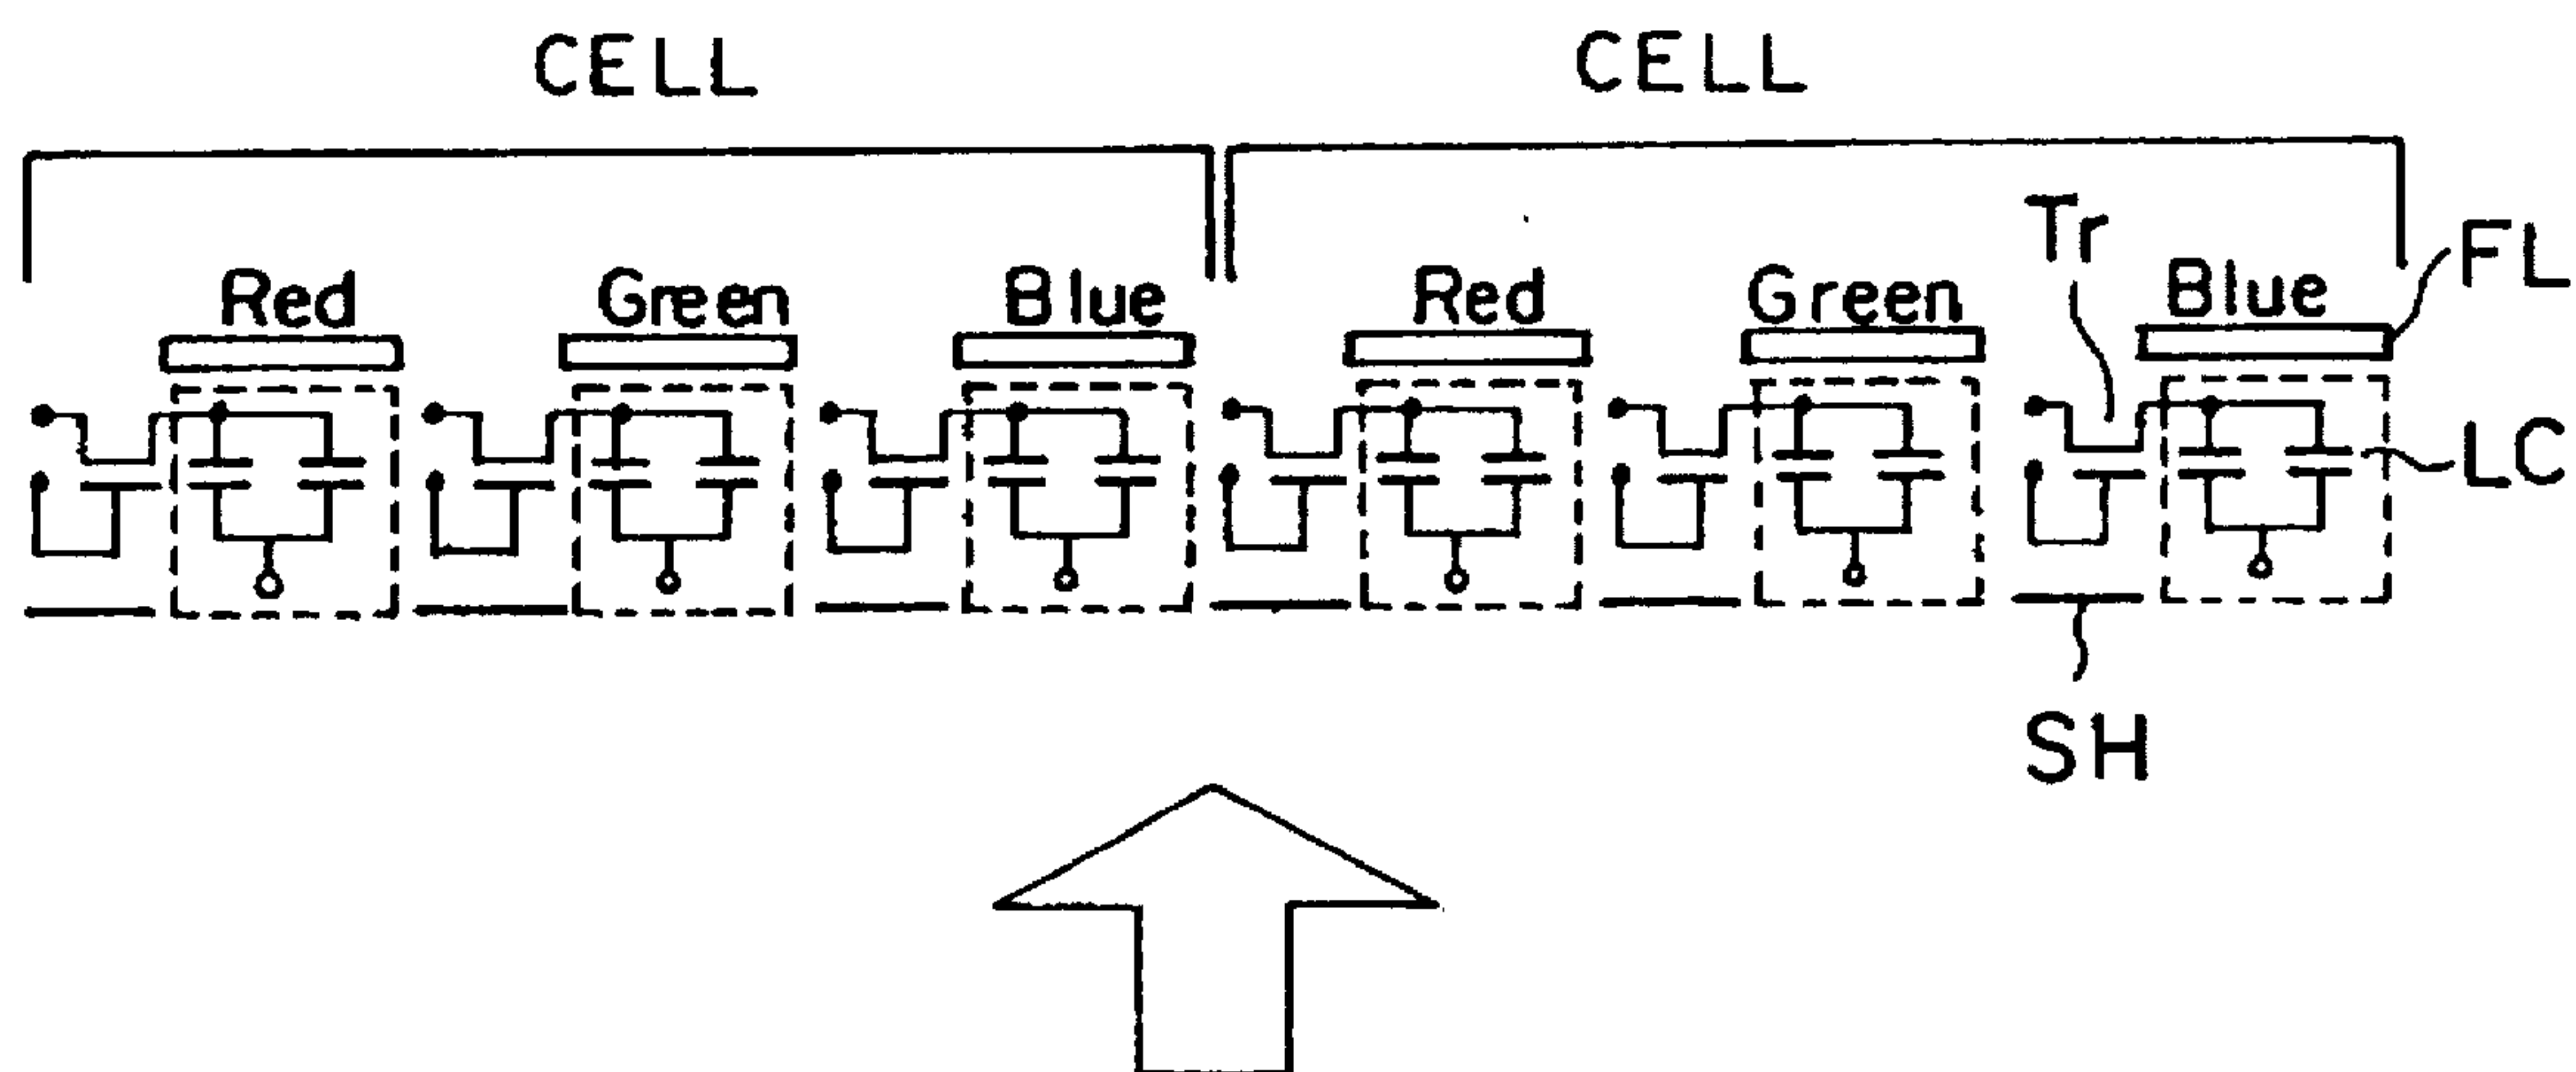 CELL CELL
Tr FL
Red Green Blue Red Green Blue
LC
SH